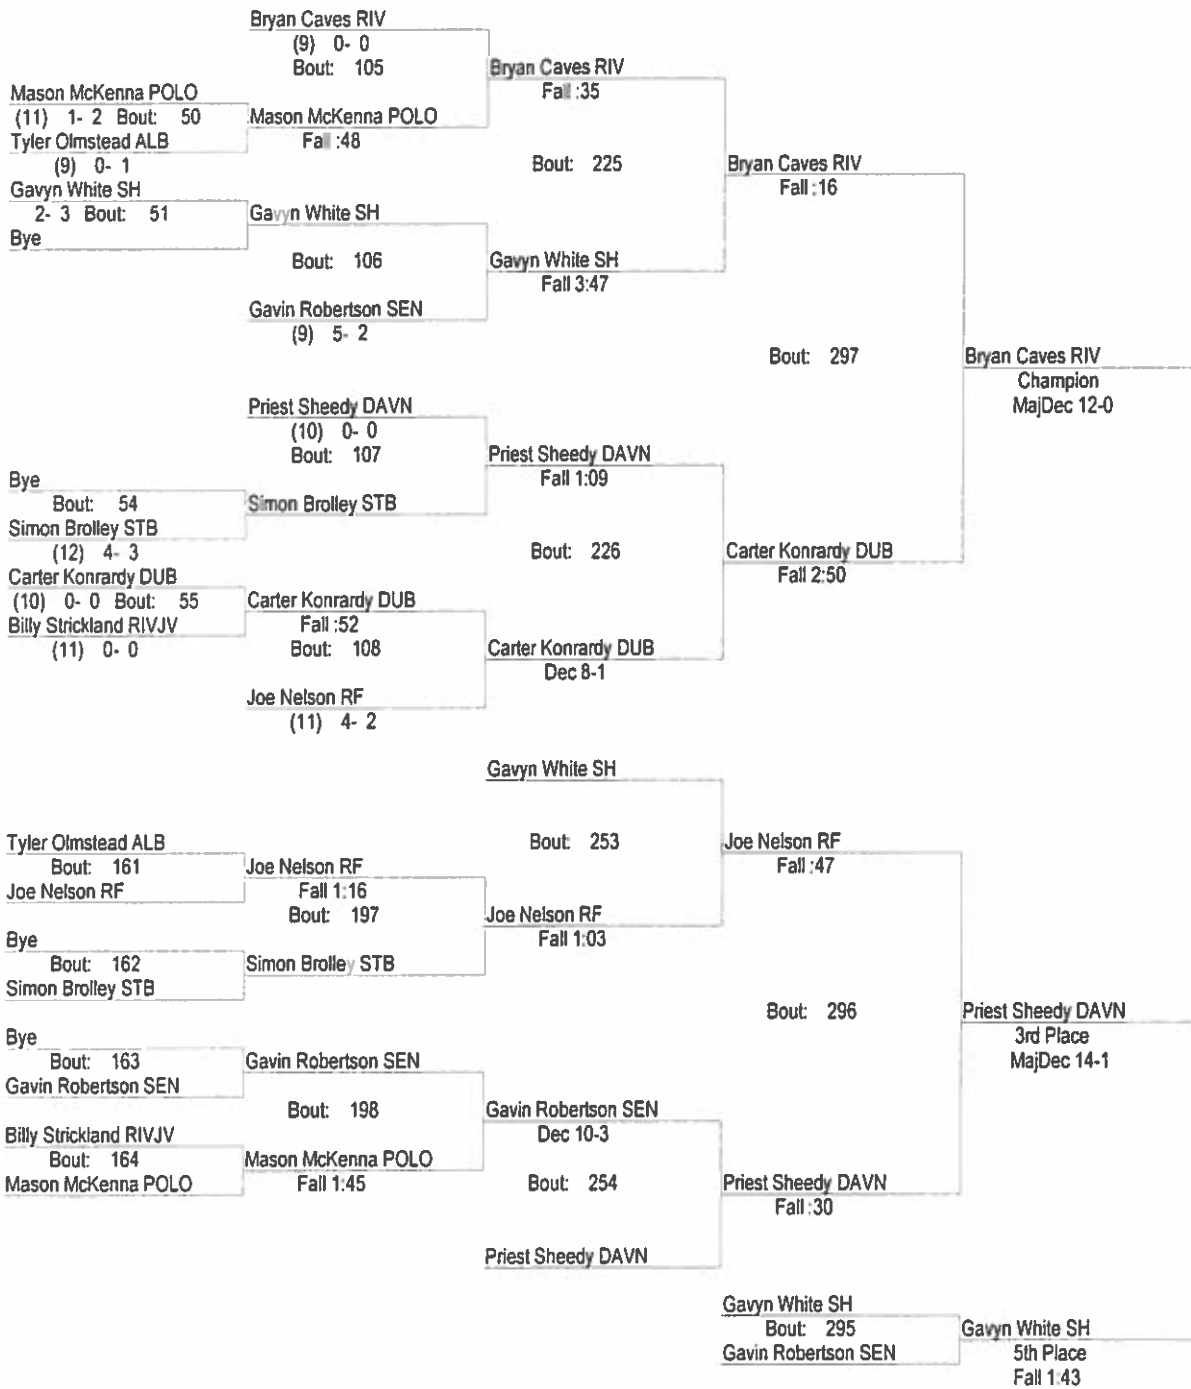 Bryan Caves RIV
(9) 0- 0
Bout: 105
Bryan Caves RIV
Fall :35
Mason McKenna POLO
(11) 1- 2 Bout: 50
Mason McKenna POLO
Fall :48
Tyler Olmstead ALB
(9) 0- 1
Bout: 225
Bryan Caves RIV
Fall :16
Gavyn White SH
2- 3 Bout: 51
Gavyn White SH
Bye
Bout: 106
Gavyn White SH
Fall 3:47
Gavin Robertson SEN
(9) 5- 2
Bout: 297
Bryan Caves RIV
Champion
MajDec 12-0
Priest Sheedy DAVN
(10) 0- 0
Bout: 107
Priest Sheedy DAVN
Fall 1:09
Bye
Bout: 54
Simon Brolley STB
Simon Brolley STB
(12) 4- 3
Bout: 226
Carter Konrardy DUB
Fall 2:50
Carter Konrardy DUB
(10) 0- 0 Bout: 55
Carter Konrardy DUB
Fall :52
Billy Strickland RIVJV
(11) 0- 0
Bout: 108
Carter Konrardy DUB
Dec 8-1
Joe Nelson RF
(11) 4- 2
Gavyn White SH
Bout: 253
Joe Nelson RF
Fall :47
Tyler Olmstead ALB
Bout: 161
Joe Nelson RF
Joe Nelson RF
Fall 1:16
Bout: 197
Joe Nelson RF
Fall 1:03
Bye
Bout: 162
Simon Brolley STB
Simon Brolley STB
Bout: 296
Priest Sheedy DAVN
3rd Place
MajDec 14-1
Bye
Bout: 163
Gavin Robertson SEN
Gavin Robertson SEN
Bout: 198
Gavin Robertson SEN
Dec 10-3
Billy Strickland RIVJV
Bout: 164
Mason McKenna POLO
Mason McKenna POLO
Fall 1:45
Bout: 254
Priest Sheedy DAVN
Fall :30
Priest Sheedy DAVN
Gavyn White SH
Bout: 295
Gavin Robertson SEN
Gavyn White SH
5th Place
Fall 1:43